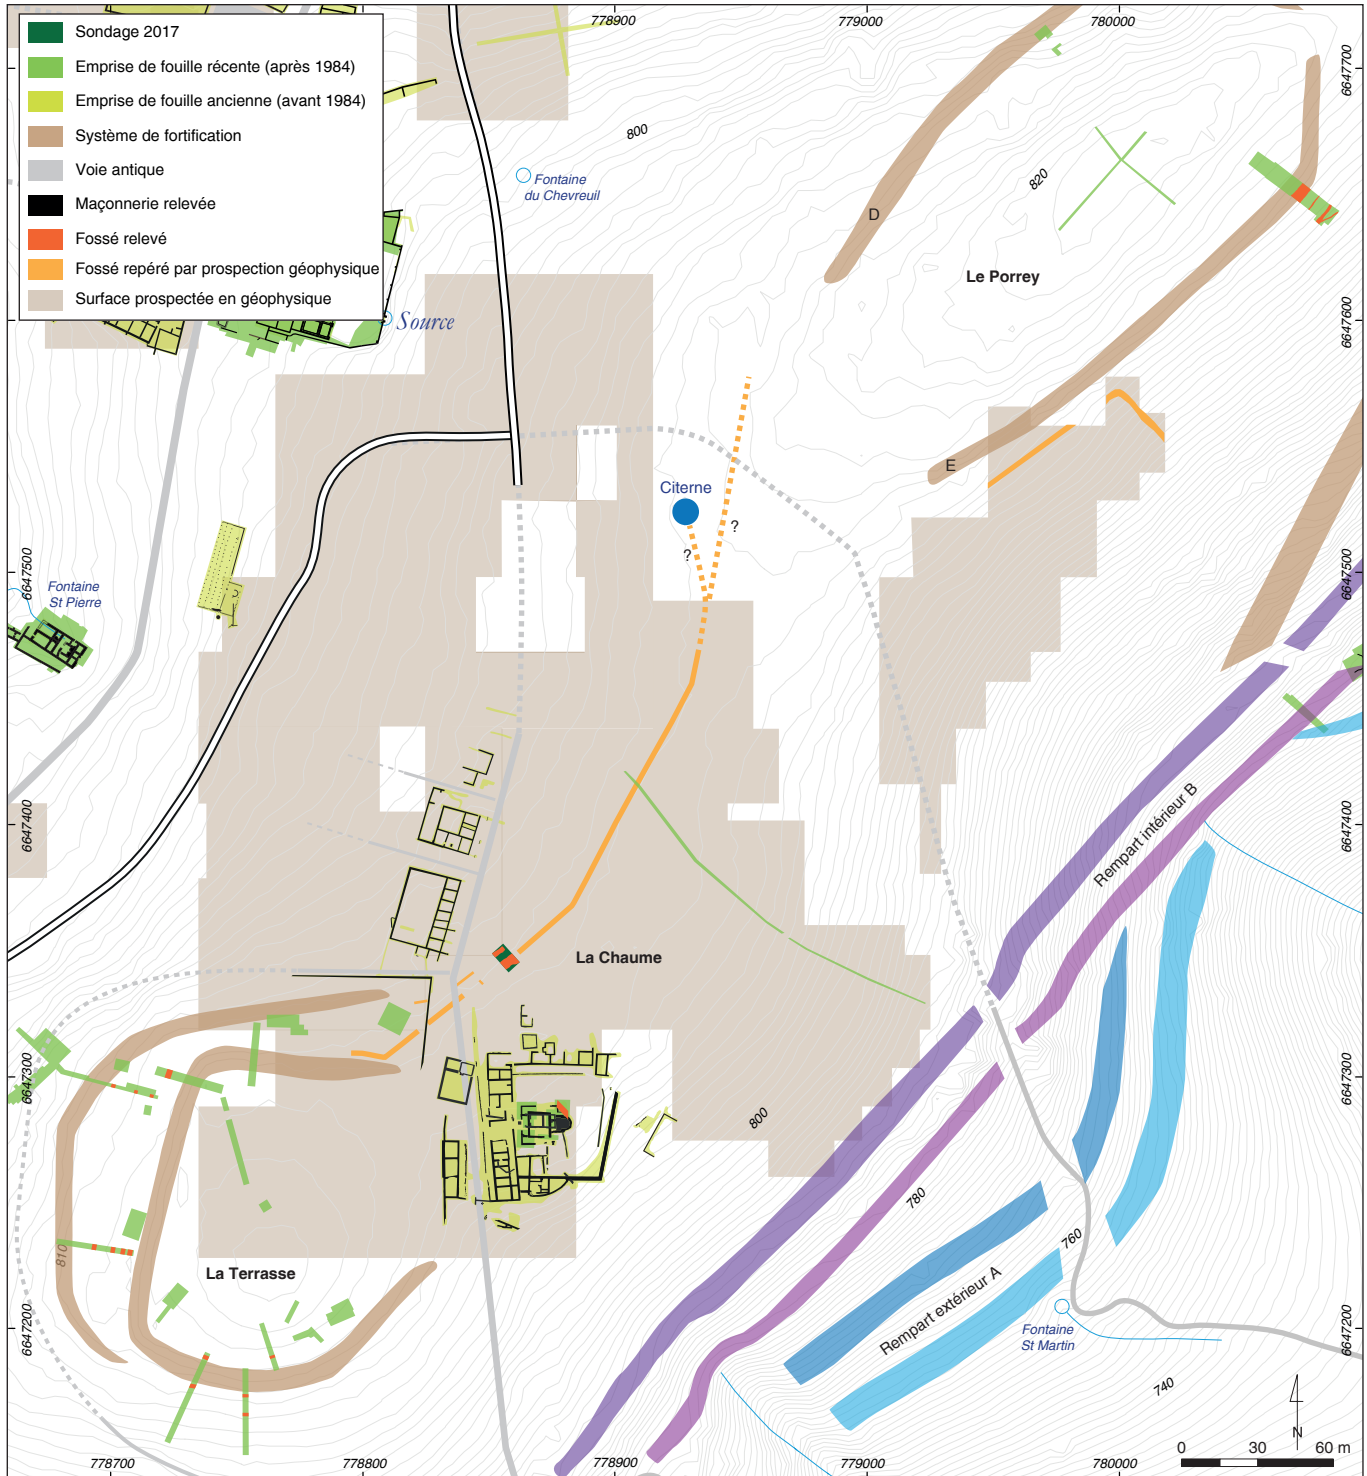 Sondage 2017
Emprise de fouille récente (après 1984)
Emprise de fouille ancienne (avant 1984)
Système de fortification
Voie antique
Maçonnerie relevée
Fossé relevé
Fossé repéré par prospection géophysique
Surface prospectée en géophysique
778900
779000
780000
6647700
800
Fontaine
du Chevreuil
820
D
Le Porrey
Source
6647600
E
Citerne
?
?
6647500
6647500
Fontaine
St Pierre
6647400
6647400
Rempart intérieur B
La Chaume
6647300
6647300
800
780
760
810
La Terrasse
Rempart extérieur A
6647200
6647200
Fontaine
St Martin
740
N
0 30 60 m
778700
778800
778900
779000
780000